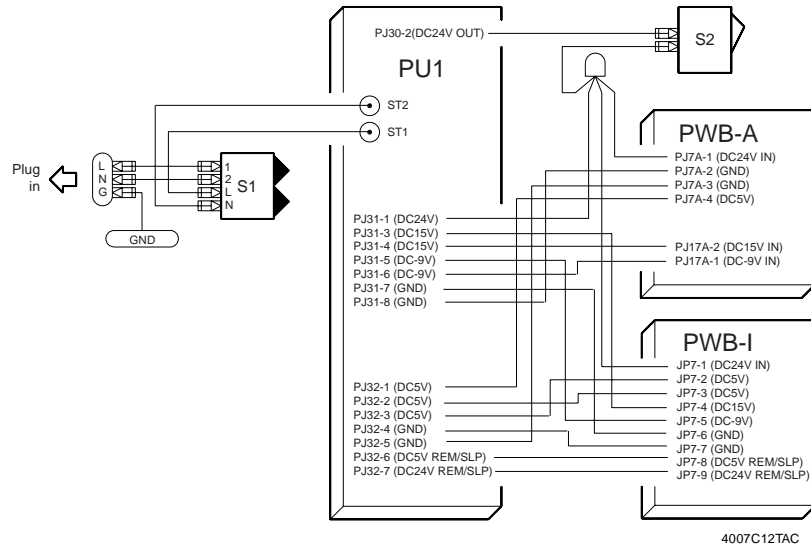 PJ30-2(DC24V OUT)
S2
PU1
ST2
ST1
Plug
in
L
N
G
1
2
L
N
S1
GND
PWB-A
PJ7A-1 (DC24V IN)
PJ7A-2 (GND)
PJ7A-3 (GND)
PJ7A-4 (DC5V)
PJ17A-2 (DC15V IN)
PJ17A-1 (DC-9V IN)
PJ31-1 (DC24V)
PJ31-3 (DC15V)
PJ31-4 (DC15V)
PJ31-5 (DC-9V)
PJ31-6 (DC-9V)
PJ31-7 (GND)
PJ31-8 (GND)
PJ32-1 (DC5V)
PJ32-2 (DC5V)
PJ32-3 (DC5V)
PJ32-4 (GND)
PJ32-5 (GND)
PJ32-6 (DC5V REM/SLP)
PJ32-7 (DC24V REM/SLP)
PWB-I
JP7-1 (DC24V IN)
JP7-2 (DC5V)
JP7-3 (DC5V)
JP7-4 (DC15V)
JP7-5 (DC-9V)
JP7-6 (GND)
JP7-7 (GND)
JP7-8 (DC5V REM/SLP)
JP7-9 (DC24V REM/SLP)
4007C12TAC